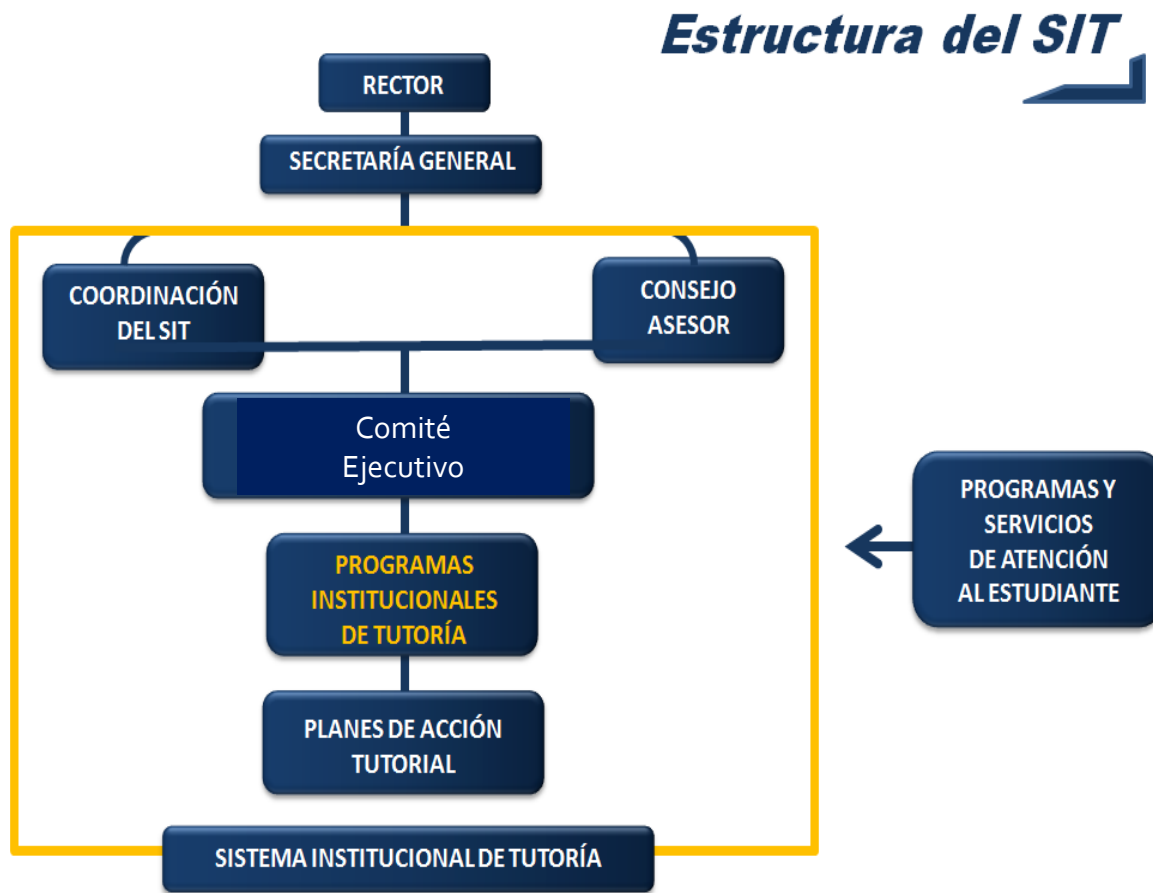 Estructura del SIT
RECTOR
SECRETARÍA GENERAL
COORDINACIÓN
DEL SIT
CONSEJO
ASESOR
Comité
Ejecutivo
PROGRAMAS
INSTITUCIONALES
DE TUTORÍA
PLANES DE ACCIÓN
TUTORIAL
SISTEMA INSTITUCIONAL DE TUTORÍA
PROGRAMAS Y
SERVICIOS
DE ATENCIÓN
AL ESTUDIANTE